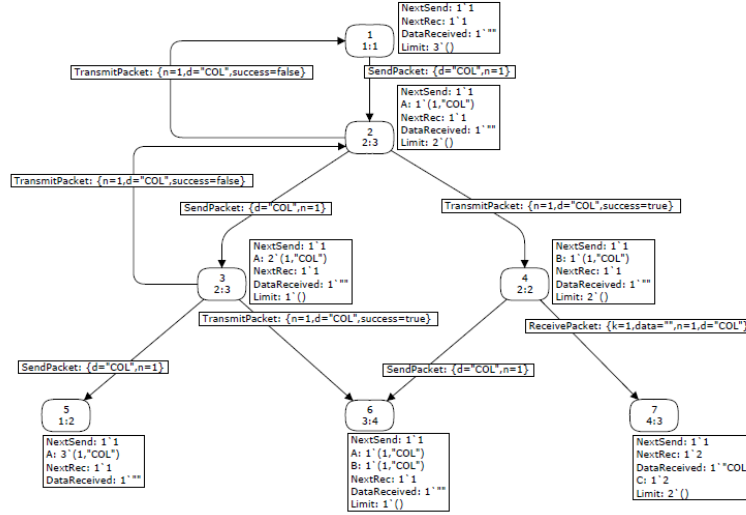 NextSend: 1`1
NextRec: 1`1
DataReceived: 1`""
Limit: 3`()
1
1:1
TransmitPacket: {n=1,d="COL",success=false}
SendPacket: {d="COL",n=1}
NextSend: 1`1
A: 1`(1,"COL")
NextRec: 1`1
DataReceived: 1`""
Limit: 2`()
2
2:3
TransmitPacket: {n=1,d="COL",success=false}
SendPacket: {d="COL",n=1}
TransmitPacket: {n=1,d="COL",success=true}
NextSend: 1`1
A: 2`(1,"COL")
NextRec: 1`1
DataReceived: 1`""
Limit: 1`()
3
2:3
NextSend: 1`1
B: 1`(1,"COL")
NextRec: 1`1
DataReceived: 1`""
Limit: 2`()
4
2:2
TransmitPacket: {n=1,d="COL",success=true}
ReceivePacket: {k=1,data="",n=1,d="COL"}
SendPacket: {d="COL",n=1}
SendPacket: {d="COL",n=1}
5
1:2
6
3:4
7
4:3
NextSend: 1`1
A: 3`(1,"COL")
NextRec: 1`1
DataReceived: 1`""
NextSend: 1`1
A: 1`(1,"COL")
B: 1`(1,"COL")
NextRec: 1`1
DataReceived: 1`""
Limit: 1`()
NextSend: 1`1
NextRec: 1`2
DataReceived: 1`"COL
C: 1`2
Limit: 2`()